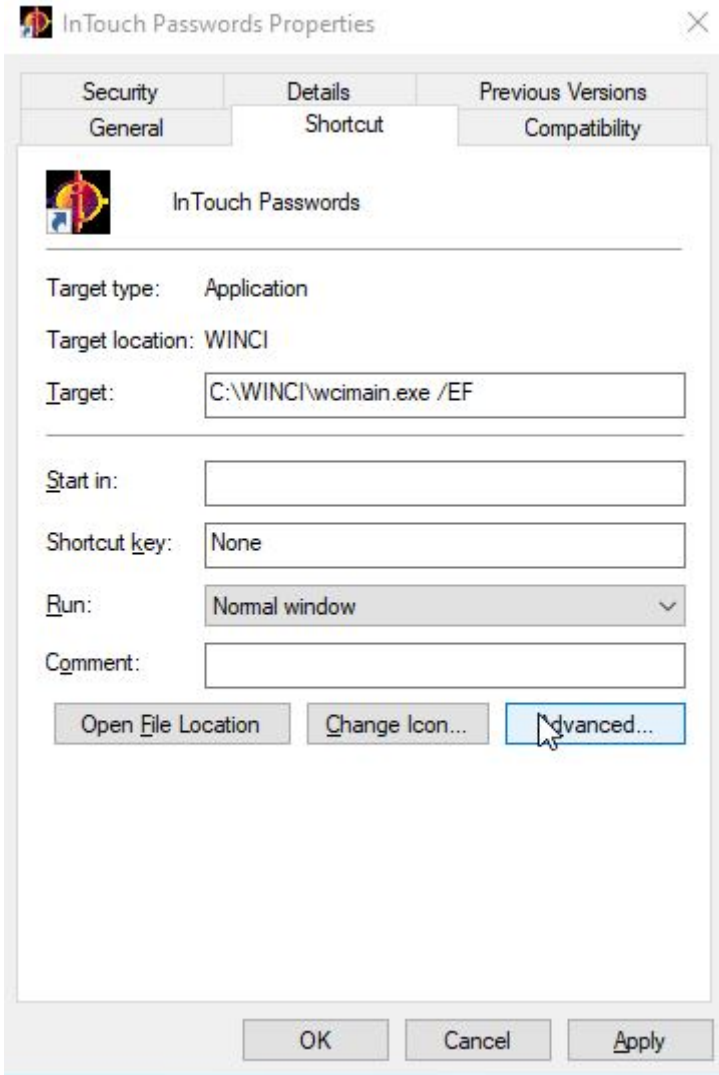 InTouch Passwords Properties
Security Details Previous Versions
General Shortcut Compatibility
InTouch Passwords
Target type: Application
Target location: WINCI
Target: C:\WINCI\wcimain.exe /EF
Start in:
Shortcut key: None
Run: Normal window
Comment:
Open File Location Change Icon... Advanced...
OK Cancel Apply